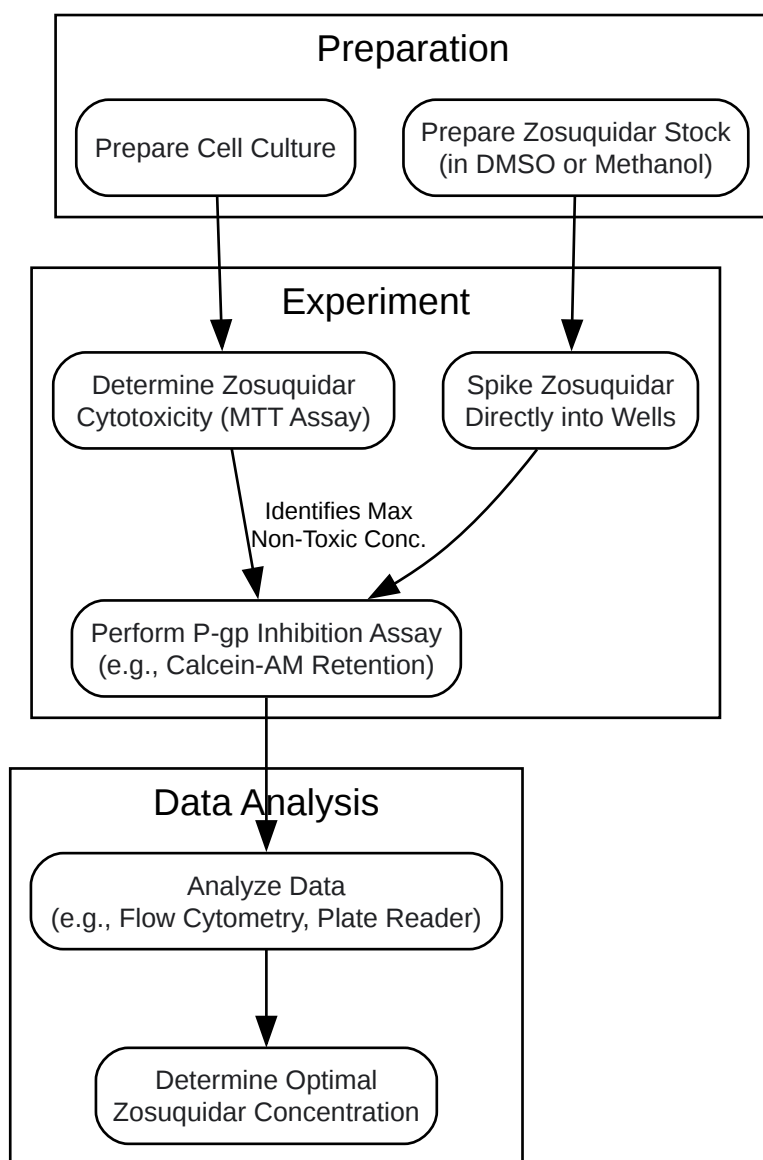 Preparation
Prepare Cell Culture
Prepare Zosuquidar Stock
(in DMSO or Methanol)
Experiment
Determine Zosuquidar
Cytotoxicity (MTT Assay)
Spike Zosuquidar
Directly into Wells
Identifies Max
Non-Toxic Conc.
Perform P-gp Inhibition Assay
(e.g., Calcein-AM Retention)
Data Analysis
Analyze Data
(e.g., Flow Cytometry, Plate Reader)
Determine Optimal
Zosuquidar Concentration